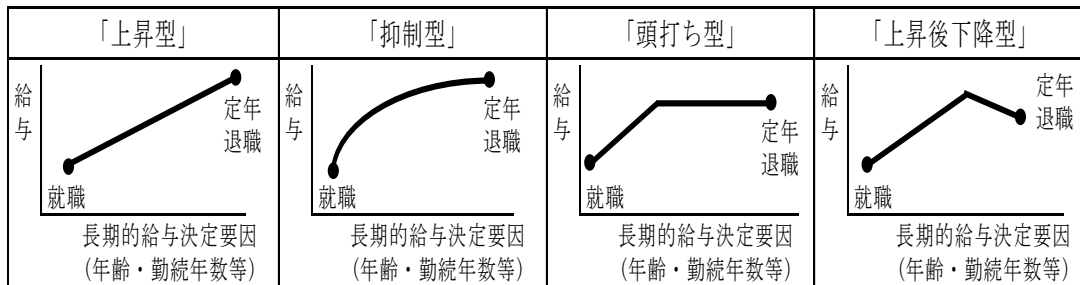 「上昇型」
「抑制型」
「頭打ち型」
「上昇後下降型」
給与
定年
退職
就職
長期的給与決定要因
(年齢・勤続年数等)
給与
定年
退職
就職
長期的給与決定要因
(年齢・勤続年数等)
給与
定年
退職
就職
長期的給与決定要因
(年齢・勤続年数等)
給与
定年
退職
就職
長期的給与決定要因
(年齢・勤続年数等)